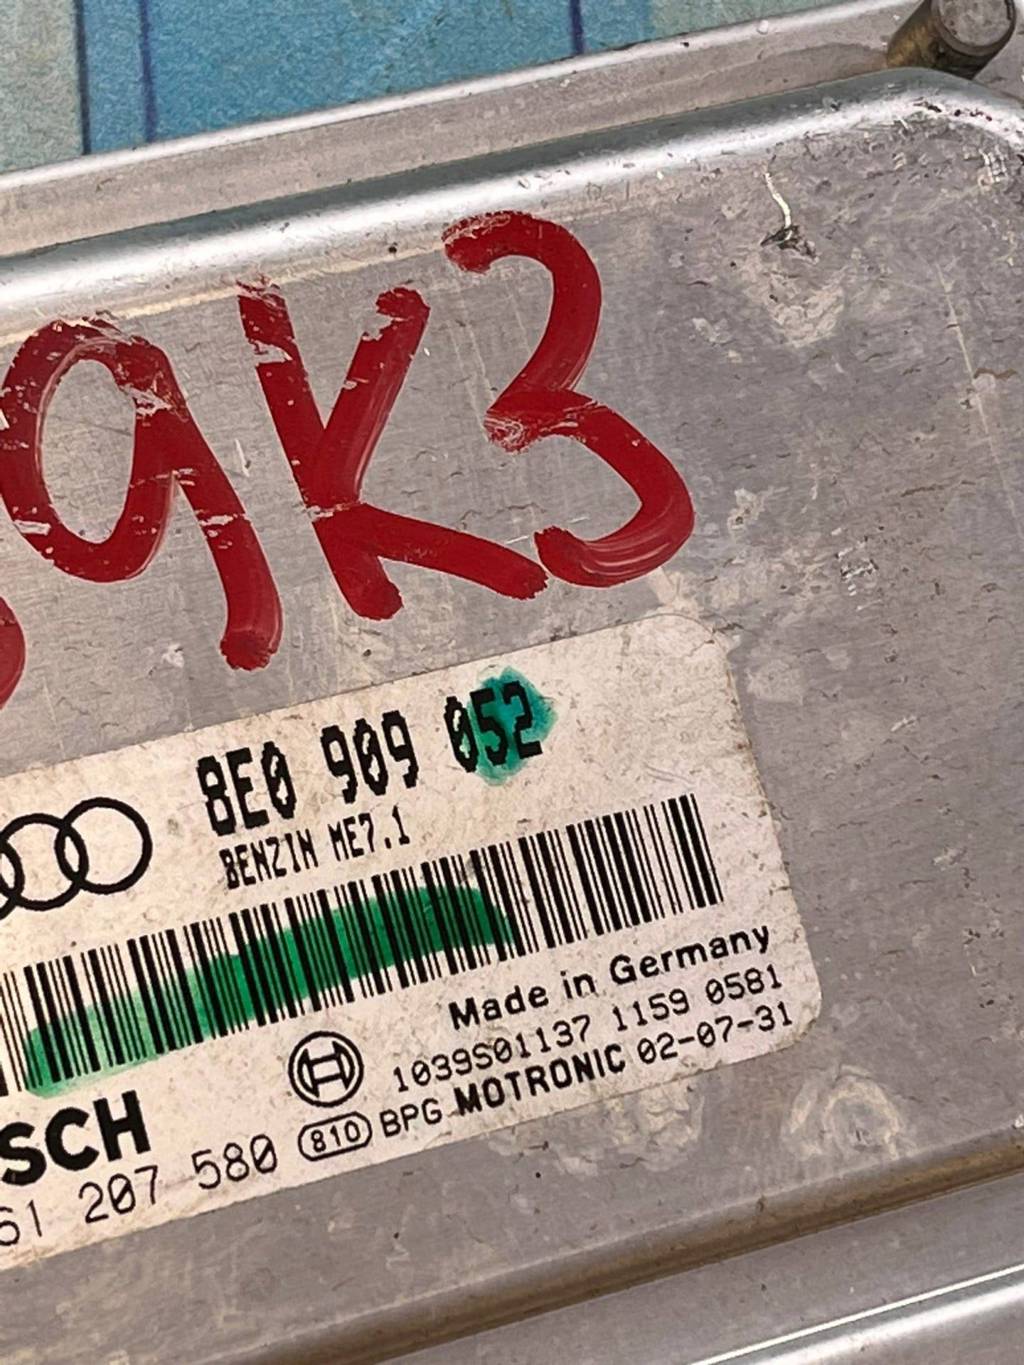 9K3
8E0 909 052
BENZIN ME7.1
Made in Germany
1039S01137 1159 0581
SCH
810 BPG MOTRONIC 02-07-31
61 207 580